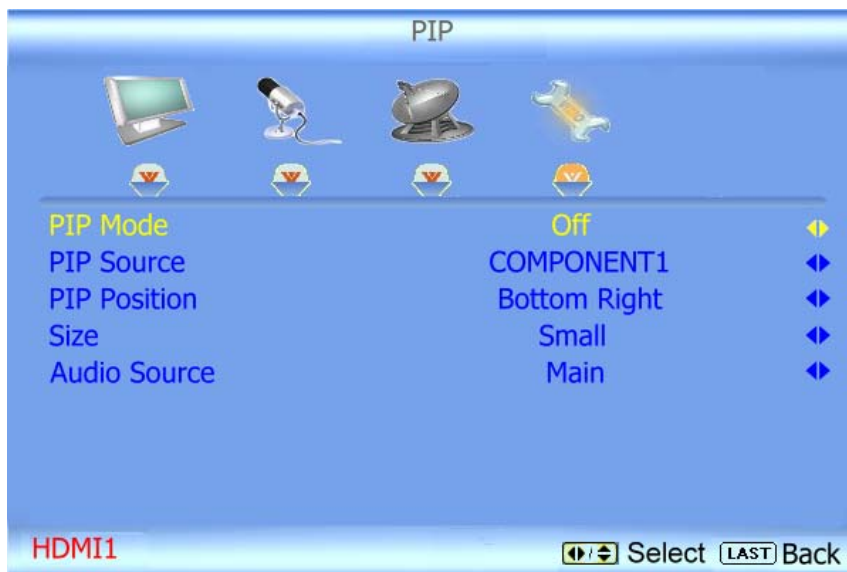 PIP
PIP Mode Off
PIP Source COMPONENT1
PIP Position Bottom Right
Size Small
Audio Source Main
HDMI1 Select LAST Back